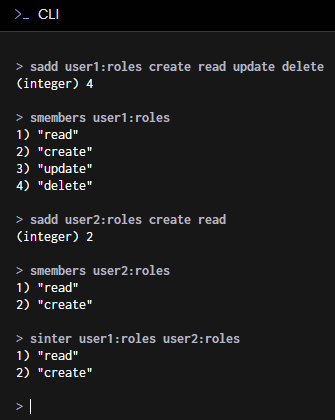 >_ CLI
> sadd user1:roles create read update delete
(integer) 4
> smembers user1:roles
1) "read"
2) "create"
3) "update"
4) "delete"
> sadd user2:roles create read
(integer) 2
> smembers user2:roles
1) "read"
2) "create"
> sinter user1:roles user2:roles
1) "read"
2) "create"
>